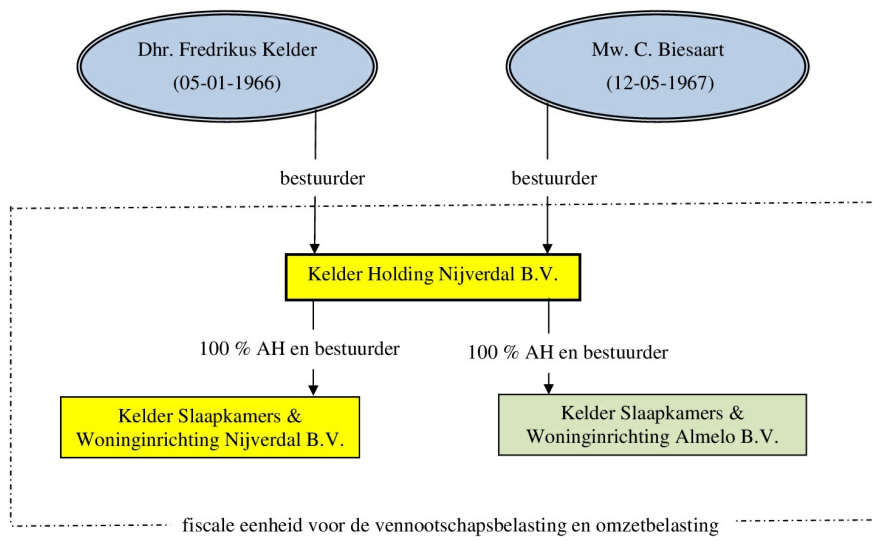 Dhr. Fredrikus Kelder
(05-01-1966)
Mw. C. Biesaart
(12-05-1967)
bestuurder
bestuurder
Kelder Holding Nijverdal B.V.
100 % AH en bestuurder
100 % AH en bestuurder
Kelder Slaapkamers &
Woninginrichting Nijverdal B.V.
Kelder Slaapkamers &
Woninginrichting Almelo B.V.
fiscale eenheid voor de vennootschapsbelasting en omzetbelasting